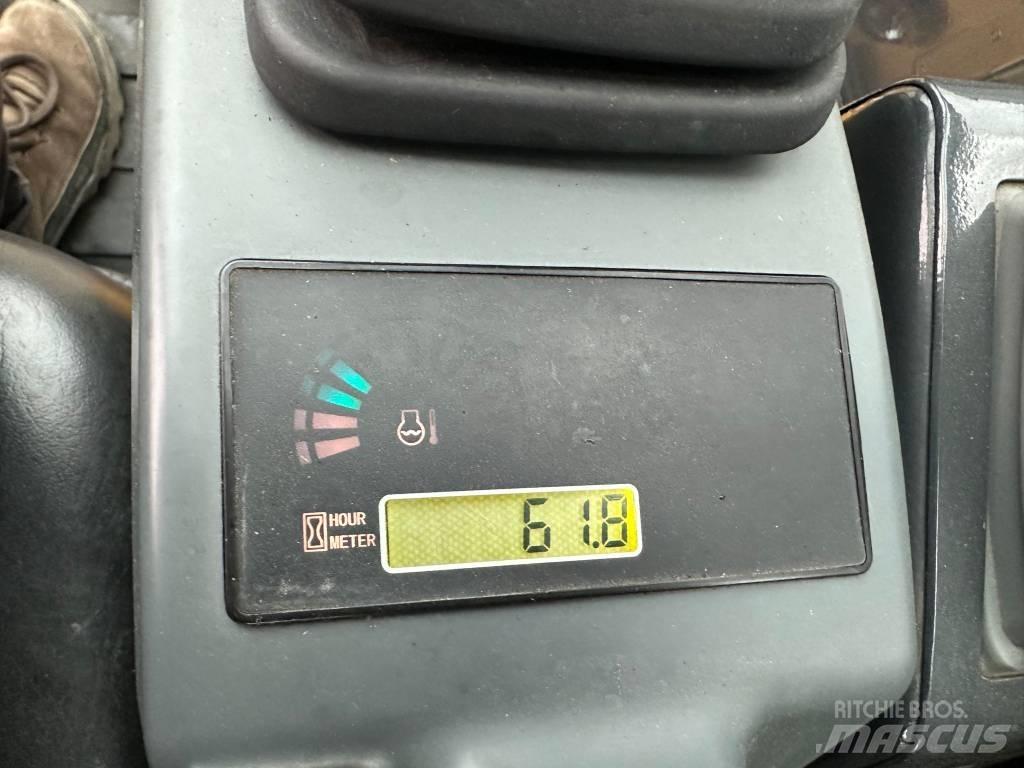 HOUR
METER
61.8
RITCHIE BROS.
MASCUS